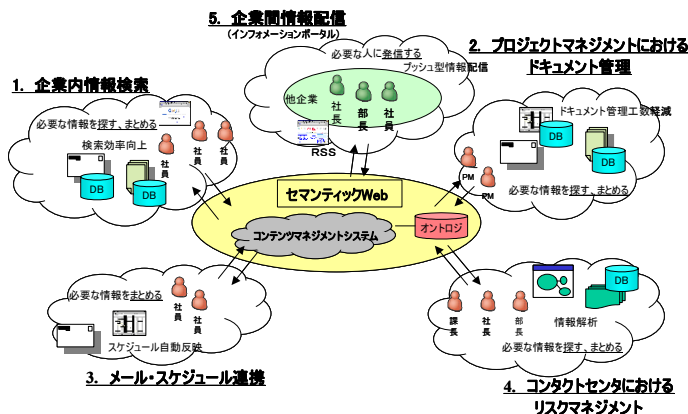 5. 企業間情報配信
(インフォメーションポータル)
必要な人に発信する
プッシュ型情報配信
他企業
社長
部長
社員
RSS
2. プロジェクトマネジメントにおける
ドキュメント管理
ドキュメント管理工数軽減
DB
DB
PM
PM
必要な情報を探す、まとめる
1. 企業内情報検索
必要な情報を探す、まとめる
検索効率向上
社員
社員
社員
DB
DB
セマンティックWeb
コンテンツマネジメントシステム
オントロジ
必要な情報をまとめる
社員
社員
スケジュール自動反映
3. メール・スケジュール連携
DB
課長
社長
部長
情報解析
必要な情報を探す、まとめる
4. コンタクトセンタにおける
リスクマネジメント